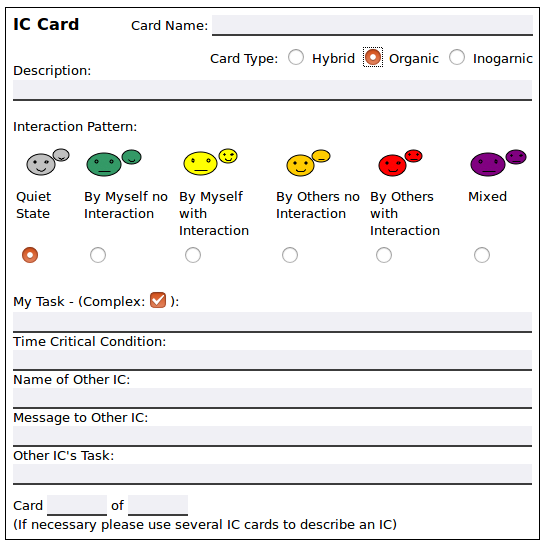 IC Card Card Name:
Card Type: Hybrid Organic Inogarnic
Description:
Interaction Pattern:
Quiet State
By Myself no Interaction
By Myself with Interaction
By Others no Interaction
By Others with Interaction
Mixed
My Task - (Complex: ):
Time Critical Condition:
Name of Other IC:
Message to Other IC:
Other IC's Task:
Card of
(If necessary please use several IC cards to describe an IC)